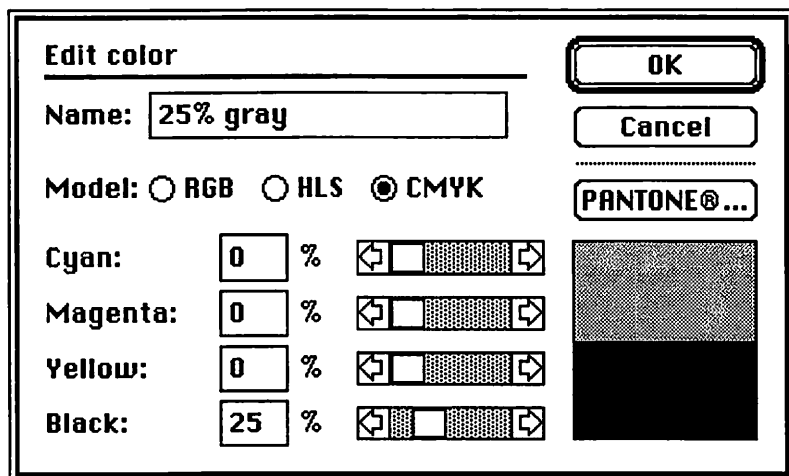 Edit color
OK
Name: 25% gray
Cancel
Model: RGB HLS CMYK
PANTONE®...
Cyan: 0 %
Magenta: 0 %
Yellow: 0 %
Black: 25 %